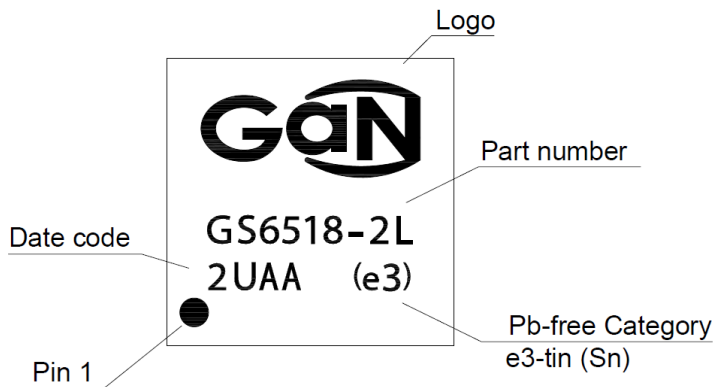 Logo
GaN
Part number
GS6518-2L
Date code
2UAA (e3)
Pb-free Category
e3-tin (Sn)
Pin 1